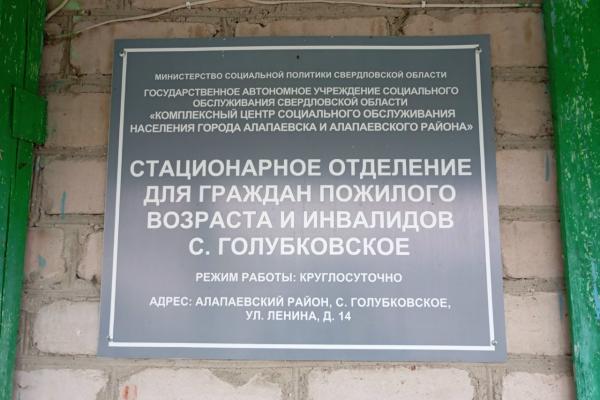 МИНИСТЕРСТВО СОЦИАЛЬНОЙ ПОЛИТИКИ СВЕРДЛОВСКОЙ ОБЛАСТИ
ГОСУДАРСТВЕННОЕ АВТОНОМНОЕ УЧРЕЖДЕНИЕ СОЦИАЛЬНОГО
ОБСЛУЖИВАНИЯ СВЕРДЛОВСКОЙ ОБЛАСТИ
«КОМПЛЕКСНЫЙ ЦЕНТР СОЦИАЛЬНОГО ОБСЛУЖИВАНИЯ
НАСЕЛЕНИЯ ГОРОДА АЛАПАЕВСКА И АЛАПАЕВСКОГО РАЙОНА»
СТАЦИОНАРНОЕ ОТДЕЛЕНИЕ
ДЛЯ ГРАЖДАН ПОЖИЛОГО
ВОЗРАСТА И ИНВАЛИДОВ
С. ГОЛУБКОВСКОЕ
РЕЖИМ РАБОТЫ: КРУГЛОСУТОЧНО
АДРЕС: АЛАПАЕВСКИЙ РАЙОН, С. ГОЛУБКОВСКОЕ,
УЛ. ЛЕНИНА, Д. 14